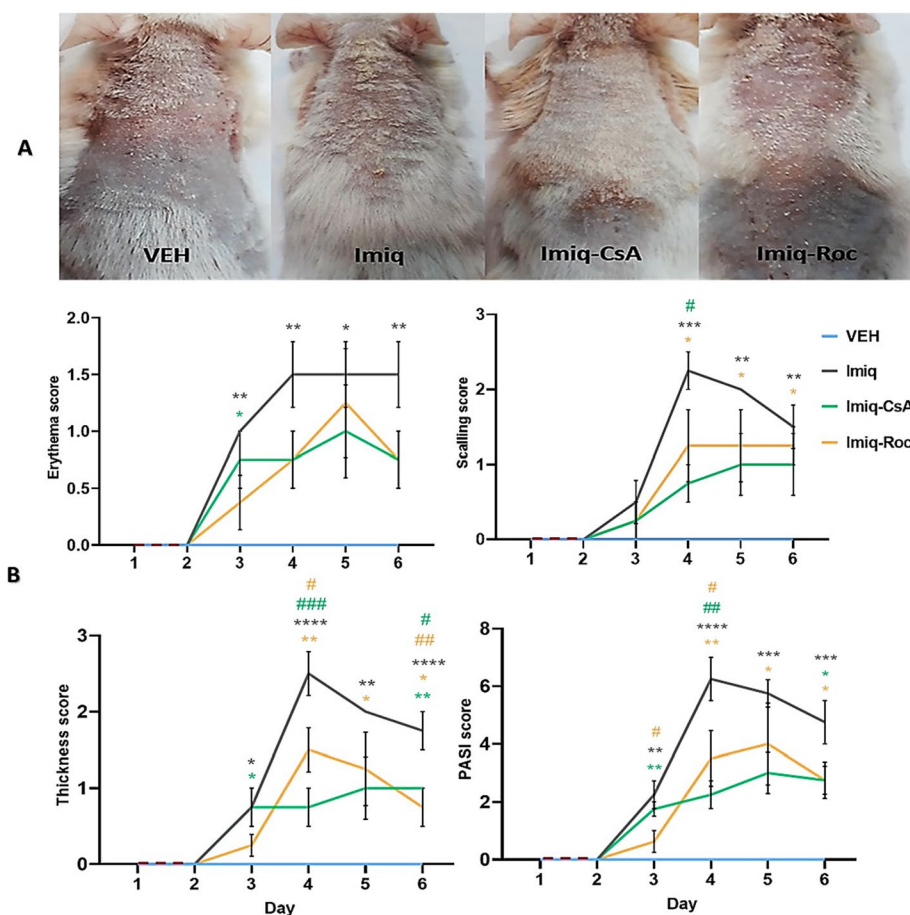 A
VEH
Imiq
Imiq-CsA
Imiq-Roc
B
Erythema score
2.0
1.5
1.0
0.5
0.0
1 2 3 4 5 6
** * **
**
*
Scalling score
3
2
1
0
1 2 3 4 5 6
#
***
*
**
*
**
*
VEH
Imiq
Imiq-CsA
Imiq-Roc
Thickness score
3
2
1
0
1 2 3 4 5 6
Day
*
*
#
###
****
**
**
*
#
##
****
*
**
PASI score
8
6
4
2
0
1 2 3 4 5 6
Day
#
**
**
#
##
****
**
***
*
***
*
*